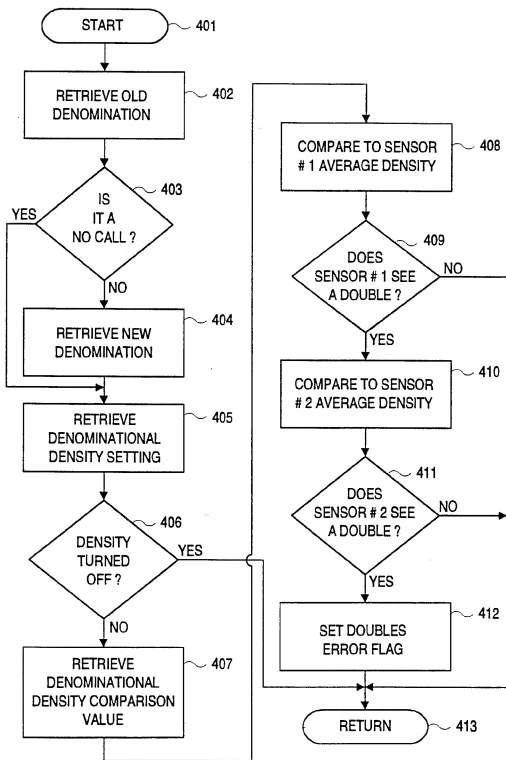 START
401
RETRIEVE OLD
DENOMINATION
402
IS
IT A
NO CALL ?
403
YES
NO
RETRIEVE NEW
DENOMINATION
404
RETRIEVE
DENOMINATIONAL
DENSITY SETTING
405
DENSITY
TURNED
OFF ?
406
YES
NO
RETRIEVE
DENOMINATIONAL
DENSITY COMPARISON
VALUE
407
COMPARE TO SENSOR
# 1 AVERAGE DENSITY
408
DOES
SENSOR # 1 SEE
A DOUBLE ?
409
NO
YES
COMPARE TO SENSOR
# 2 AVERAGE DENSITY
410
DOES
SENSOR # 2 SEE
A DOUBLE ?
411
NO
YES
SET DOUBLES
ERROR FLAG
412
RETURN
413